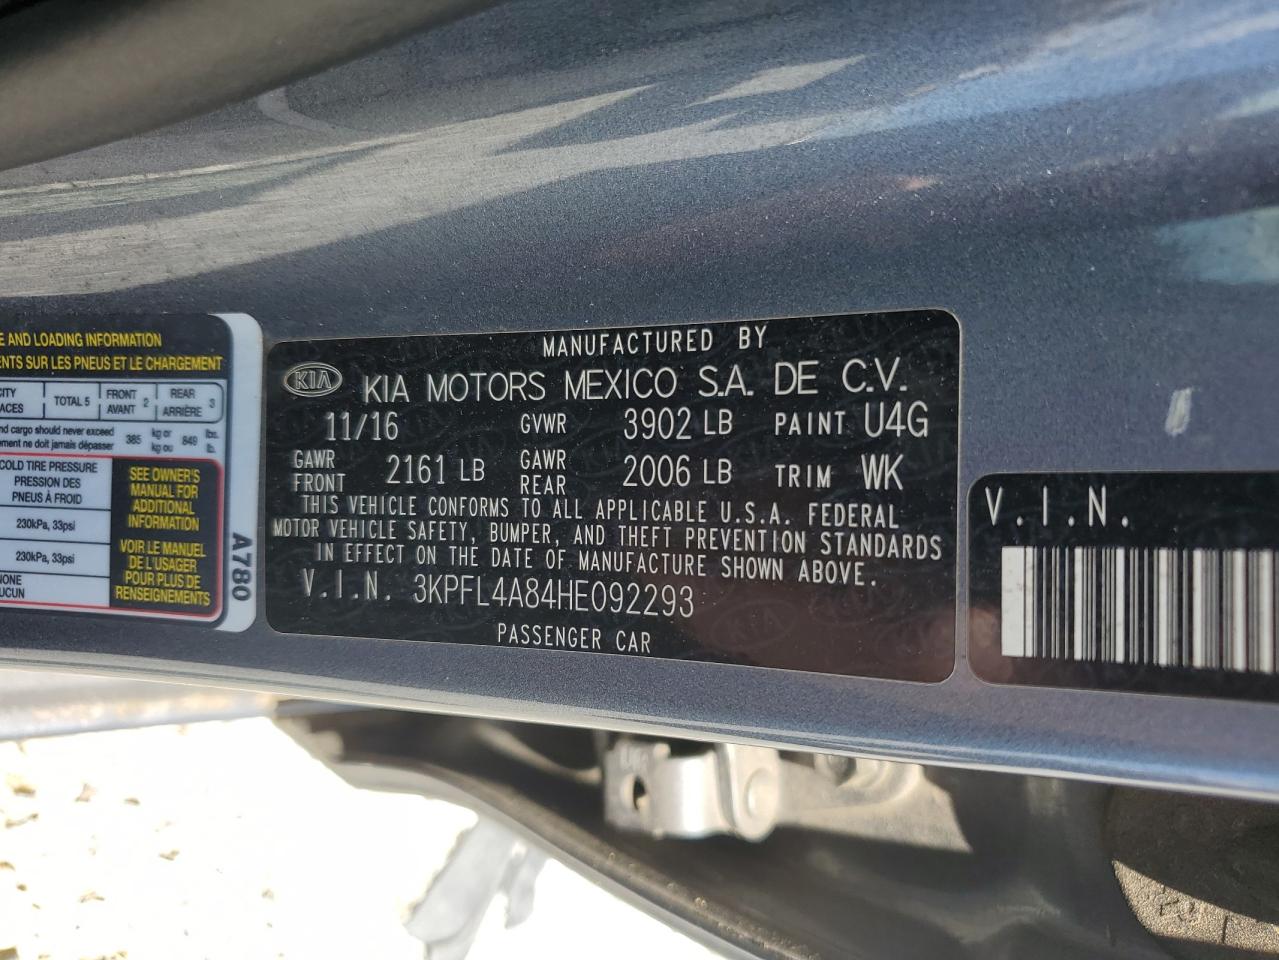 E AND LOADING INFORMATION
ENTS SUR LES PNEUS ET LE CHARGEMENT
CITY TOTAL 5 FRONT 2 REAR 3
ACES AVANT ARRIÈRE
nd cargo should never exceed 385 kg or 849 lbs.
ement ne doit jamais dépasser kg ou lb.
COLD TIRE PRESSURE
PRESSION DES
PNEUS À FROID
230kPa, 33psi
230kPa, 33psi
NONE
UCUN
SEE OWNER'S
MANUAL FOR
ADDITIONAL
INFORMATION
VOIR LE MANUEL
DE L'USAGER
POUR PLUS DE
RENSEIGNEMENTS
A780
MANUFACTURED BY
KIA KIA MOTORS MEXICO S.A. DE C.V.
11/16 GVWR 3902 LB PAINT U4G
GAWR FRONT 2161 LB GAWR REAR 2006 LB TRIM WK
THIS VEHICLE CONFORMS TO ALL APPLICABLE U.S.A. FEDERAL
MOTOR VEHICLE SAFETY, BUMPER, AND THEFT PREVENTION STANDARDS
IN EFFECT ON THE DATE OF MANUFACTURE SHOWN ABOVE.
V.I.N. 3KPFL4A84HE092293
PASSENGER CAR
V.I.N.